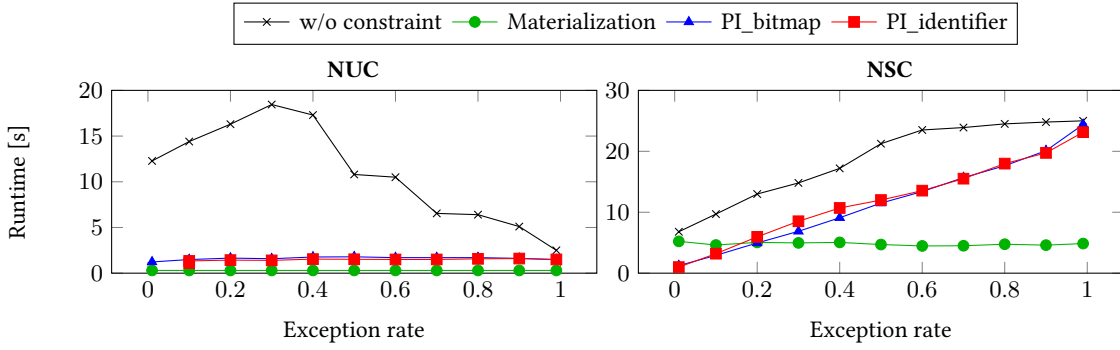 w/o constraint Materialization PI_bitmap PI_identifier
NUC
NSC
Runtime [s]
20
15
10
5
0
0 0.2 0.4 0.6 0.8 1
Exception rate
30
20
10
0
0 0.2 0.4 0.6 0.8 1
Exception rate